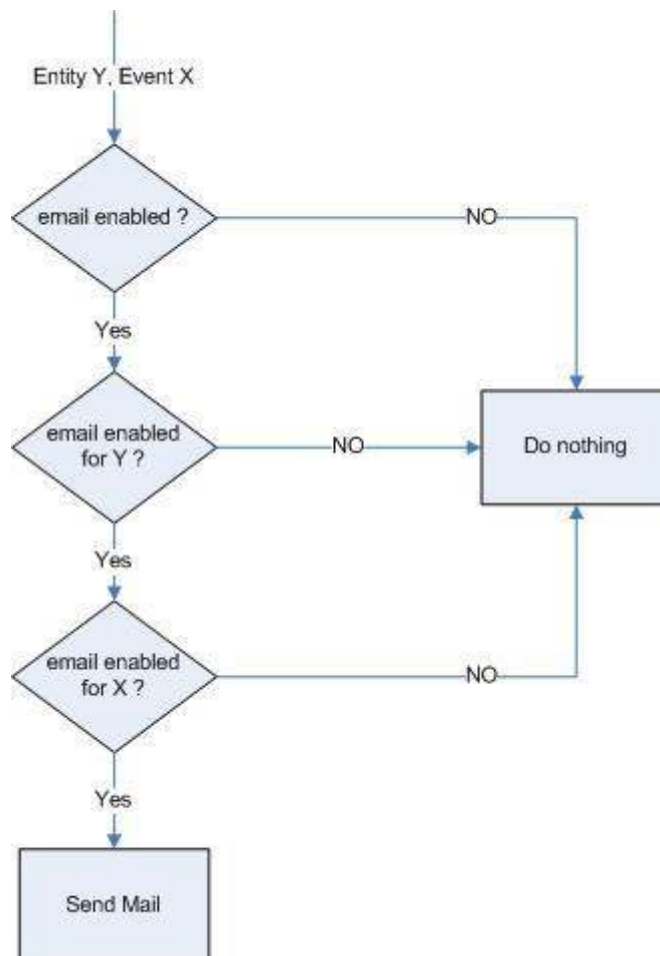 Entity Y, Event X
email enabled ?
NO
Yes
email enabled
for Y ?
NO
Do nothing
Yes
email enabled
for X ?
NO
Yes
Send Mail